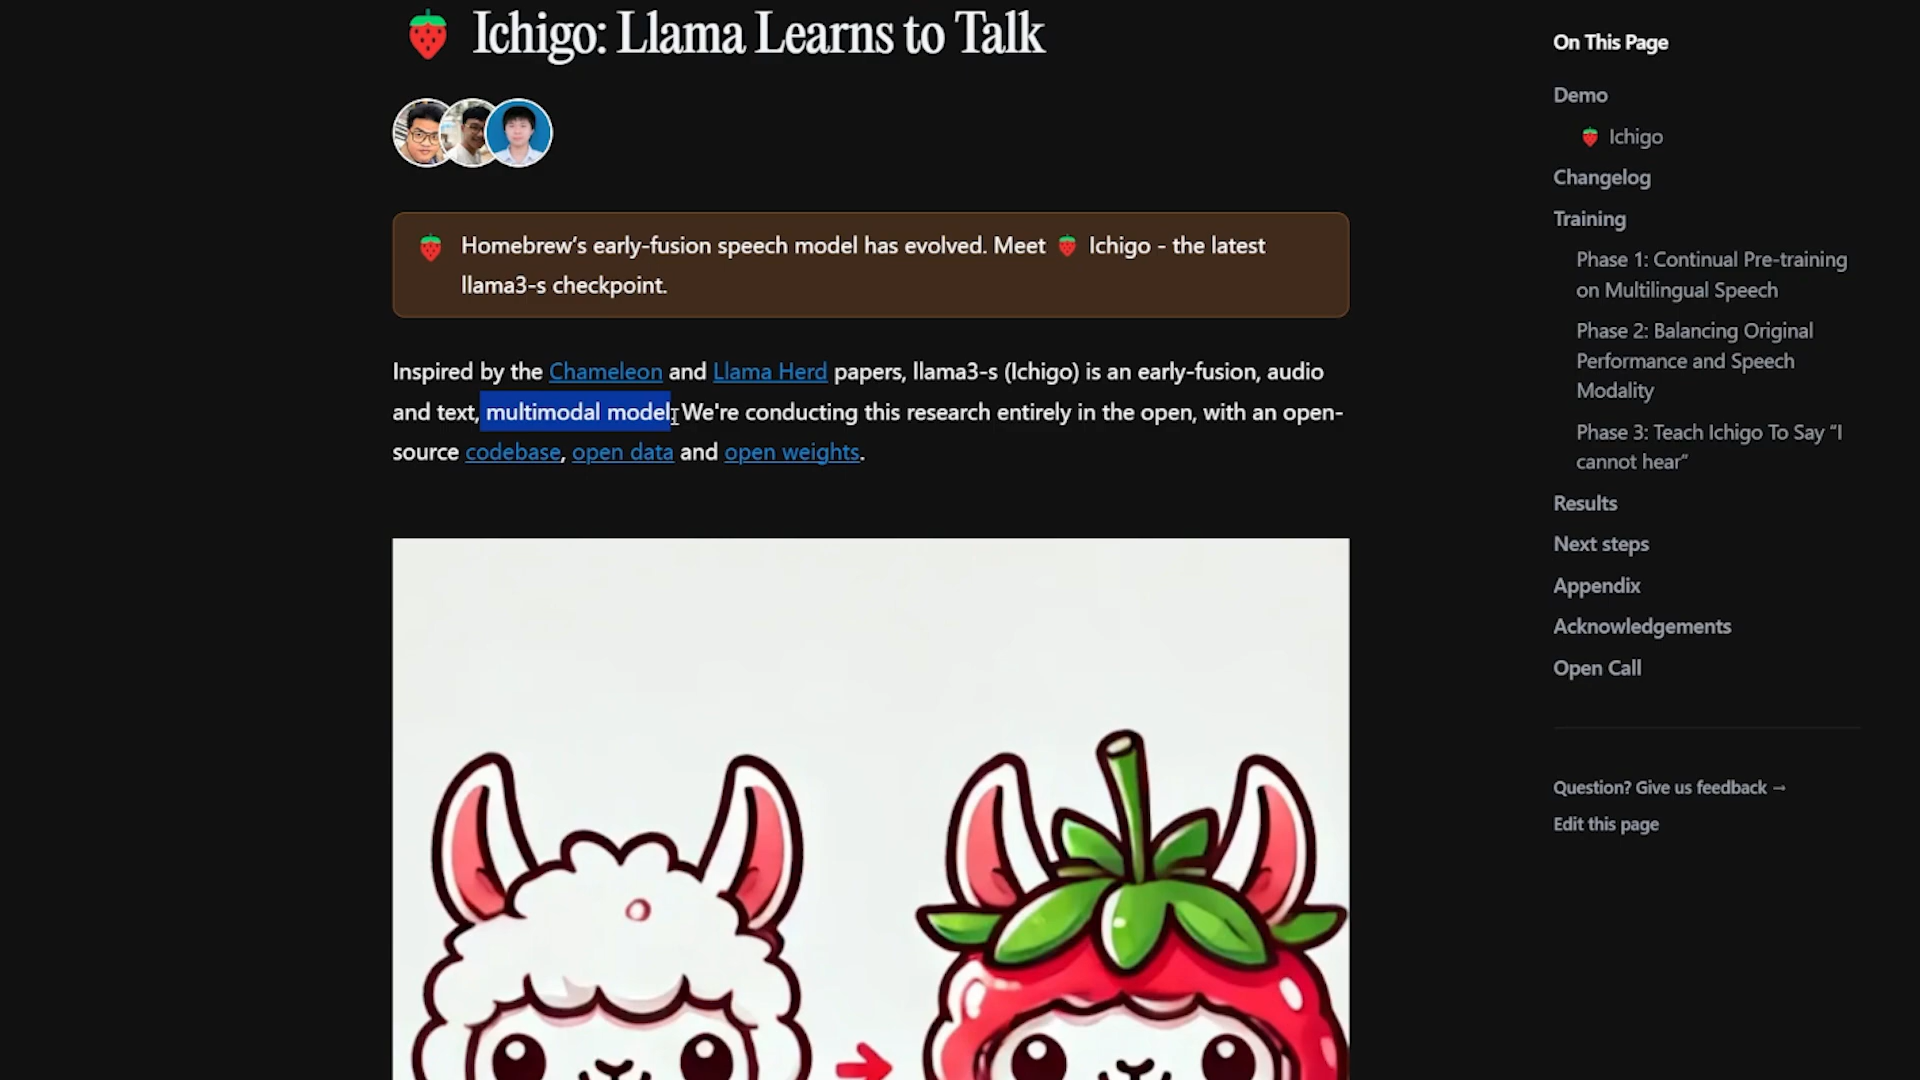 Ichigo: Llama Learns to Talk
Homebrew’s early-fusion speech model has evolved. Meet 🍓 Ichigo - the latest
llama3-s checkpoint.
Inspired by the Chameleon and Llama Herd papers, llama3-s (Ichigo) is an early-fusion, audio
and text, multimodal model. We're conducting this research entirely in the open, with an open-
source codebase, open data and open weights.
On This Page
Demo
🍓 Ichigo
Changelog
Training
Phase 1: Continual Pre-training
on Multilingual Speech
Phase 2: Balancing Original
Performance and Speech
Modality
Phase 3: Teach Ichigo To Say “I
cannot hear”
Results
Next steps
Appendix
Acknowledgements
Open Call
Question? Give us feedback →
Edit this page